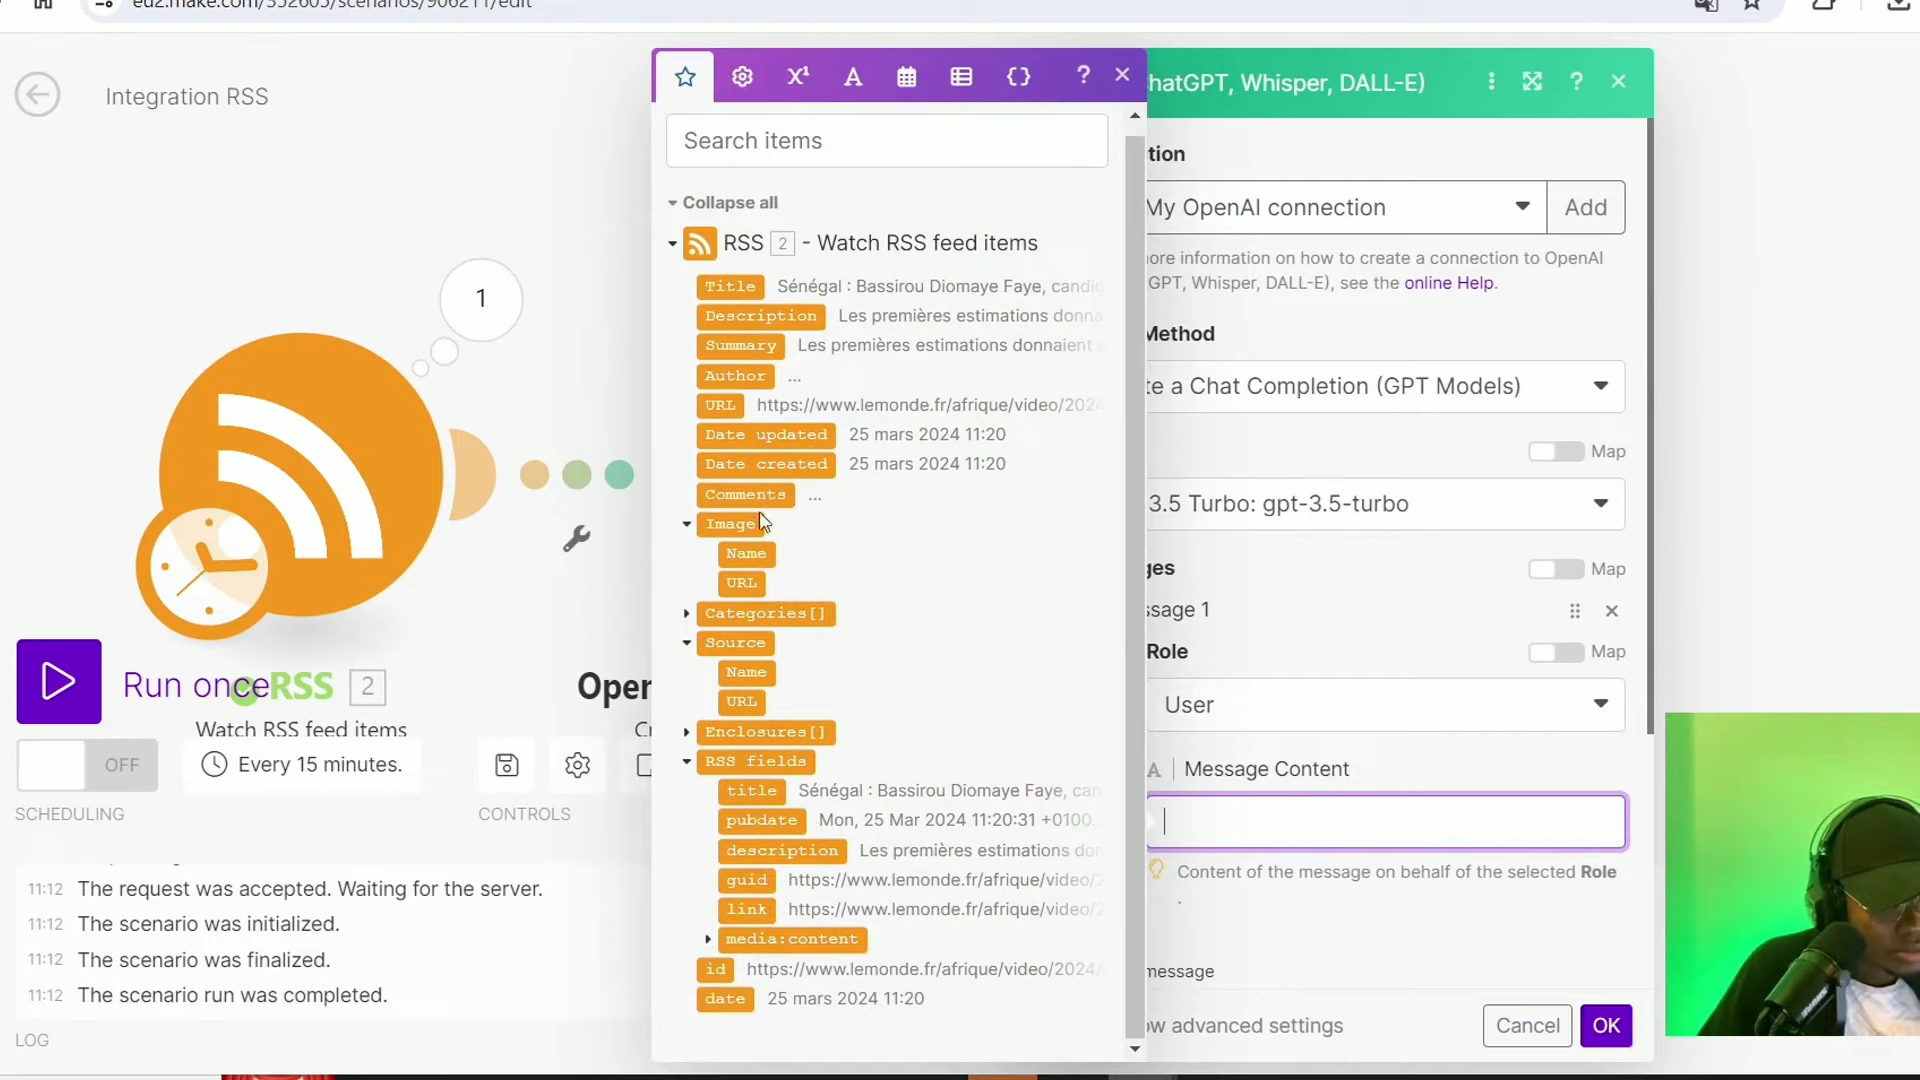 eu2.make.com/352605/scenarios/906211/edit
Integration RSS
1
Run once
RSS 2
Watch RSS feed items
Open
OFF
Every 15 minutes.
SCHEDULING
CONTROLS
11:12 The request was accepted. Waiting for the server.
11:12 The scenario was initialized.
11:12 The scenario was finalized.
11:12 The scenario run was completed.
LOG
Search items
Collapse all
RSS 2 - Watch RSS feed items
Title Sénégal : Bassirou Diomaye Faye, candid
Description Les premières estimations donna
Summary Les premières estimations donnaient
Author ...
URL https://www.lemonde.fr/afrique/video/2024
Date updated 25 mars 2024 11:20
Date created 25 mars 2024 11:20
Comments ...
Image
Name
URL
Categories[]
Source
Name
URL
Enclosures[]
RSS fields
title Sénégal : Bassirou Diomaye Faye, can
pubdate Mon, 25 Mar 2024 11:20:31 +0100...
description Les premières estimations don
guid https://www.lemonde.fr/afrique/video/2
link https://www.lemonde.fr/afrique/video/2
media:content
id https://www.lemonde.fr/afrique/video/2024/
date 25 mars 2024 11:20
hatGPT, Whisper, DALL-E)
tion
My OpenAI connection
Add
ore information on how to create a connection to OpenAI
GPT, Whisper, DALL-E), see the online Help.
Method
te a Chat Completion (GPT Models)
Map
3.5 Turbo: gpt-3.5-turbo
ges
Map
ssage 1
Role
Map
User
A Message Content
Content of the message on behalf of the selected Role
.
message
ow advanced settings
Cancel
OK